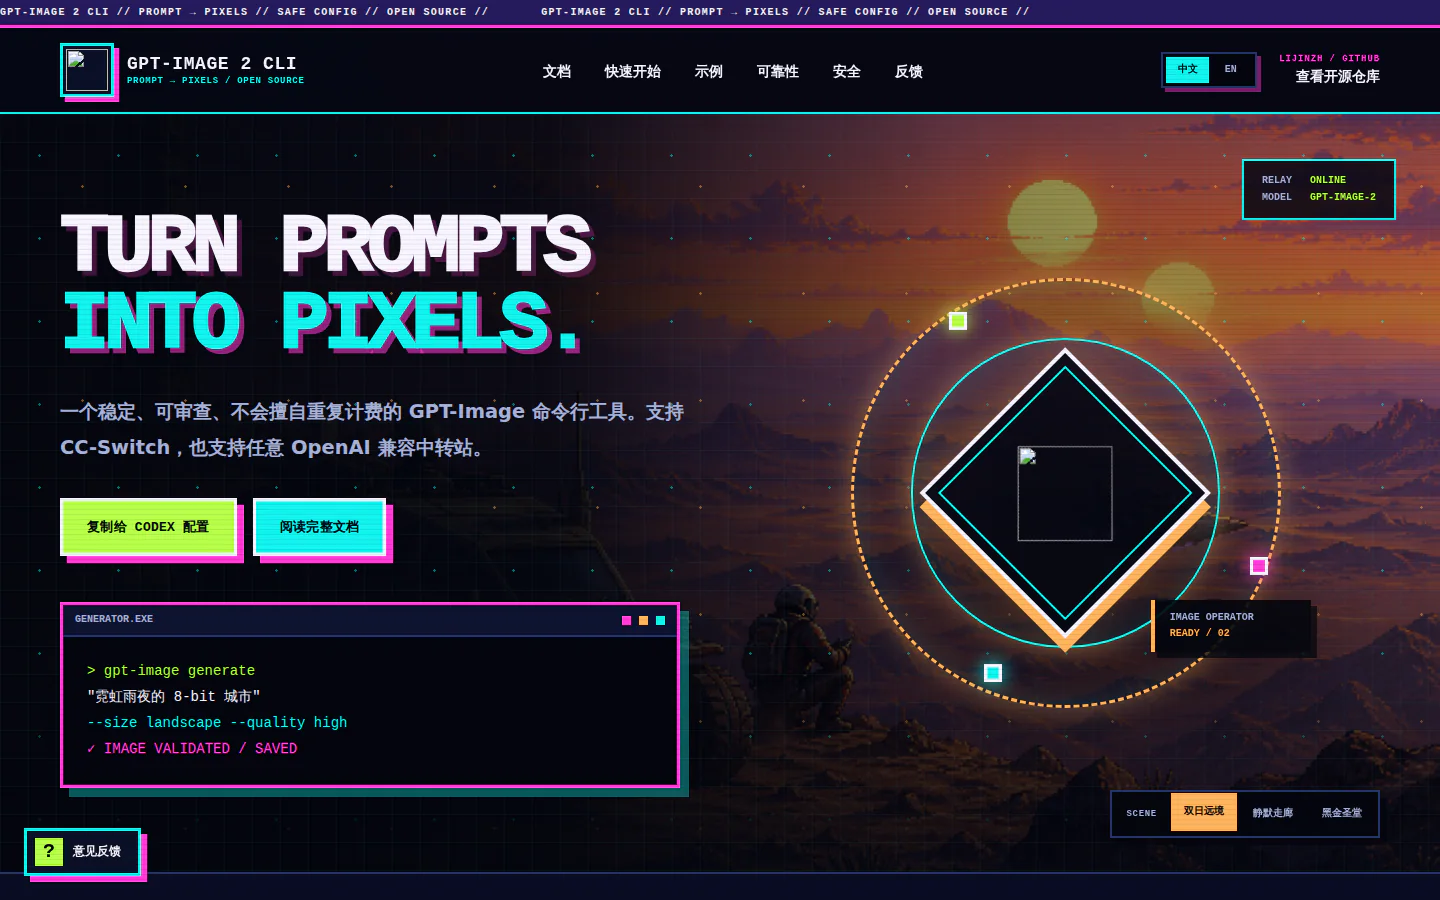 GPT-IMAGE 2 CLI // PROMPT → PIXELS // SAFE CONFIG // OPEN SOURCE // GPT-IMAGE 2 CLI // PROMPT → PIXELS // SAFE CONFIG // OPEN SOURCE //
GPT-IMAGE 2 CLI
PROMPT → PIXELS / OPEN SOURCE
文档 快速开始 示例 可靠性 安全 反馈
中文 EN
LIJINZH / GITHUB
查看开源仓库
RELAY ONLINE
MODEL GPT-IMAGE-2
TURN PROMPTS
INTO PIXELS.
一个稳定、可审查、不会擅自重复计费的 GPT-Image 命令行工具。支持
CC-Switch，也支持任意 OpenAI 兼容中转站。
复制给 CODEX 配置
阅读完整文档
GENERATOR.EXE
> gpt-image generate
"霓虹雨夜的 8-bit 城市"
--size landscape --quality high
✓ IMAGE VALIDATED / SAVED
IMAGE OPERATOR
READY / 02
SCENE 双日远境 静默走廊 黑金圣堂
? 意见反馈